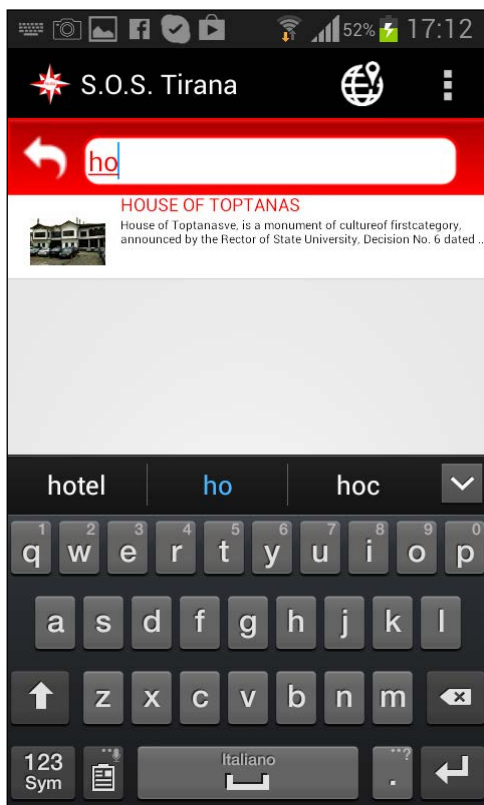 52% 17:12
S.O.S. Tirana
ho
HOUSE OF TOPTANAS
House of Toptanasve, is a monument of cultureof firstcategory,
announced by the Rector of State University, Decision No. 6 dated ..
hotel ho hoc
1 2 3 4 5 6 7 8 9 0
q w e r t y u i o p
a s d f g h j k l
z x c v b n m
123 Italiano ..?
Sym .